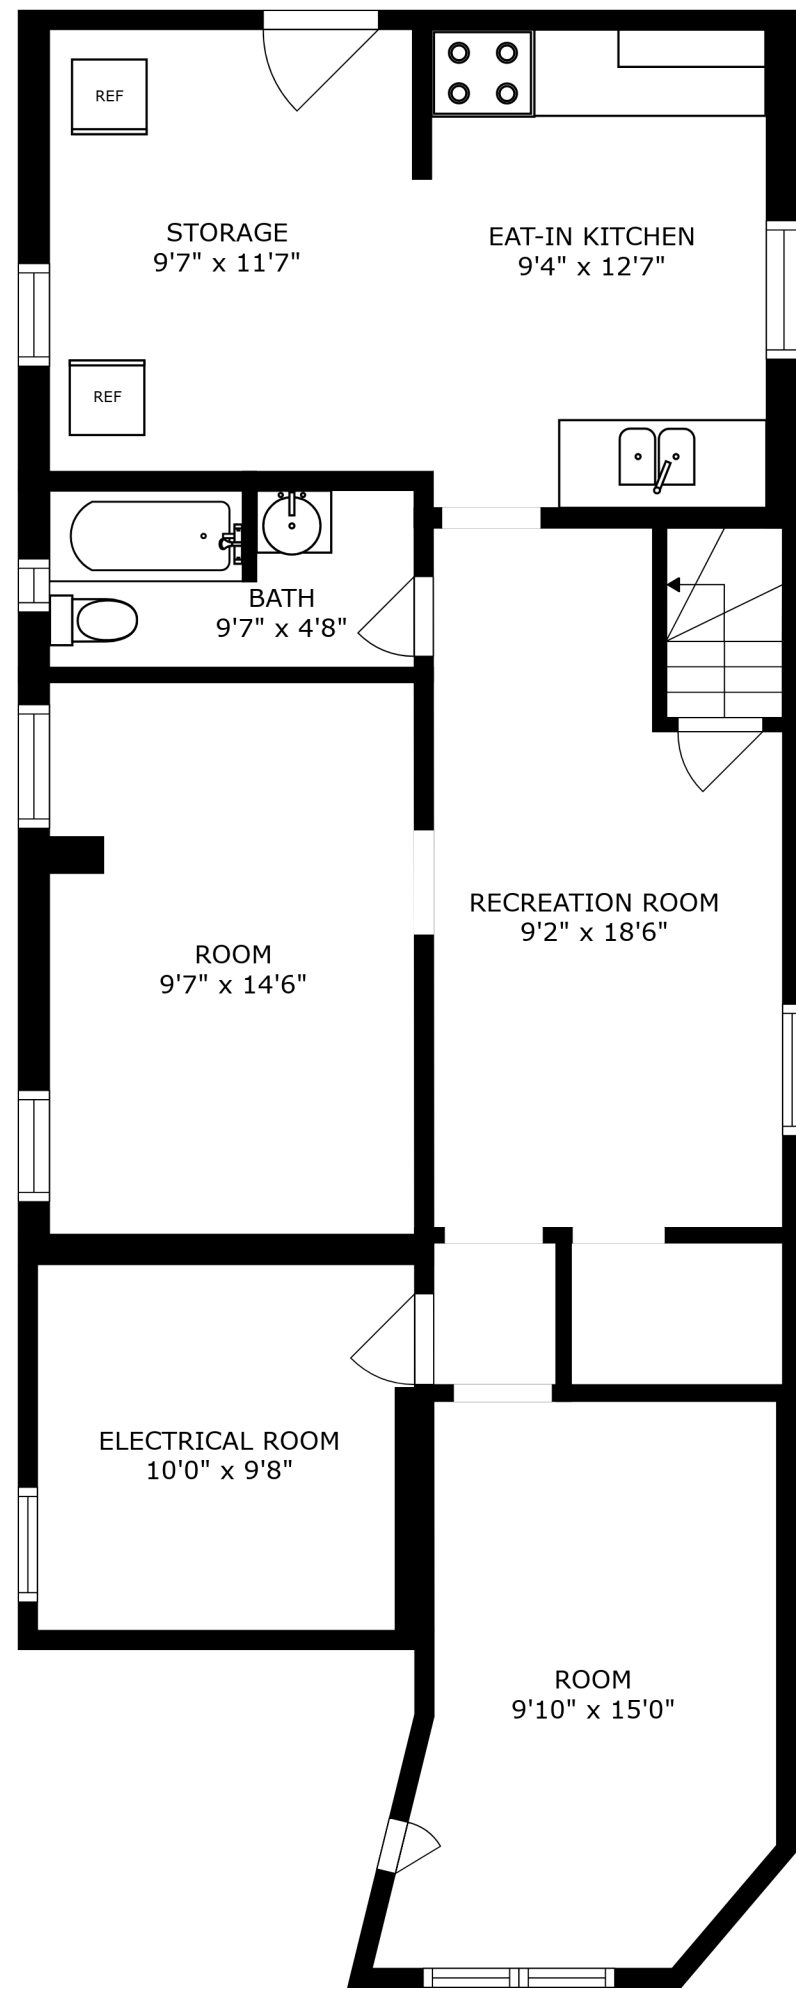 REF
STORAGE
9'7" x 11'7"
EAT-IN KITCHEN
9'4" x 12'7"
REF
BATH
9'7" x 4'8"
RECREATION ROOM
9'2" x 18'6"
ROOM
9'7" x 14'6"
ELECTRICAL ROOM
10'0" x 9'8"
ROOM
9'10" x 15'0"